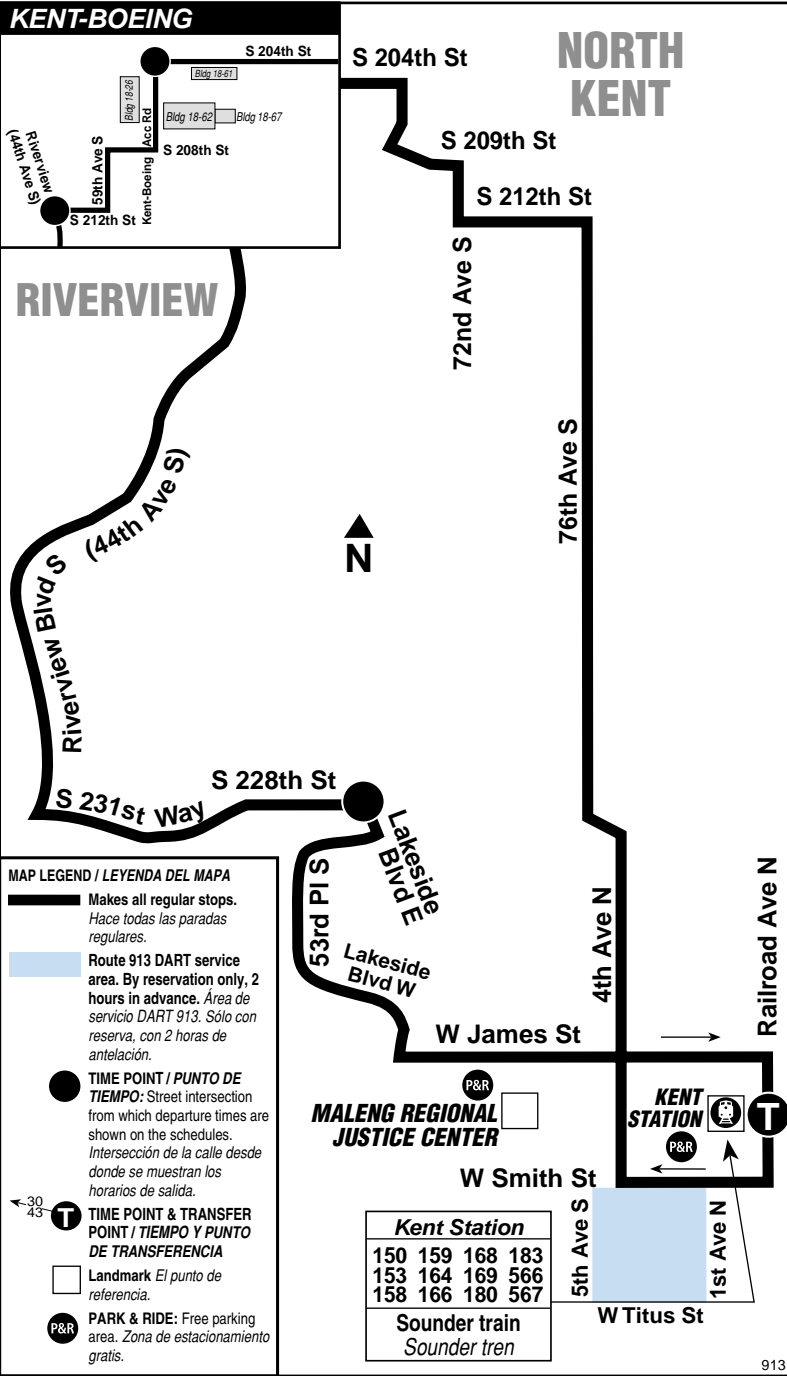 KENT-BOEING
S 204th St
Bldg 18-61
Bldg 18-26
Bldg 18-62
Bldg 18-67
Kent-Boeing Acc Rd
59th Ave S
S 208th St
Riverview
(44th Ave S)
S 212th St
NORTH
KENT
S 204th St
S 209th St
S 212th St
72nd Ave S
76th Ave S
RIVERVIEW
(44th Ave S)
Riverview Blvd S
N
S 228th St
S 231st Way
Lakeside
Blvd E
53rd Pl S
Lakeside
Blvd W
4th Ave N
Railroad Ave N
W James St
P&R
MALENG REGIONAL
JUSTICE CENTER
KENT
STATION
T
P&R
W Smith St
5th Ave S
1st Ave N
W Titus St
Kent Station
150 159 168 183
153 164 169 566
158 166 180 567
Sounder train
Sounder tren
MAP LEGEND / LEYENDA DEL MAPA
Makes all regular stops.
Hace todas las paradas
regulares.
Route 913 DART service
area. By reservation only, 2
hours in advance. Área de
servicio DART 913. Sólo con
reserva, con 2 horas de
antelación.
TIME POINT / PUNTO DE
TIEMPO: Street intersection
from which departure times are
shown on the schedules.
Intersección de la calle desde
donde se muestran los
horarios de salida.
30
43
T
TIME POINT & TRANSFER
POINT / TIEMPO Y PUNTO
DE TRANSFERENCIA
Landmark El punto de
referencia.
P&R
PARK & RIDE: Free parking
area. Zona de estacionamiento
gratis.
913